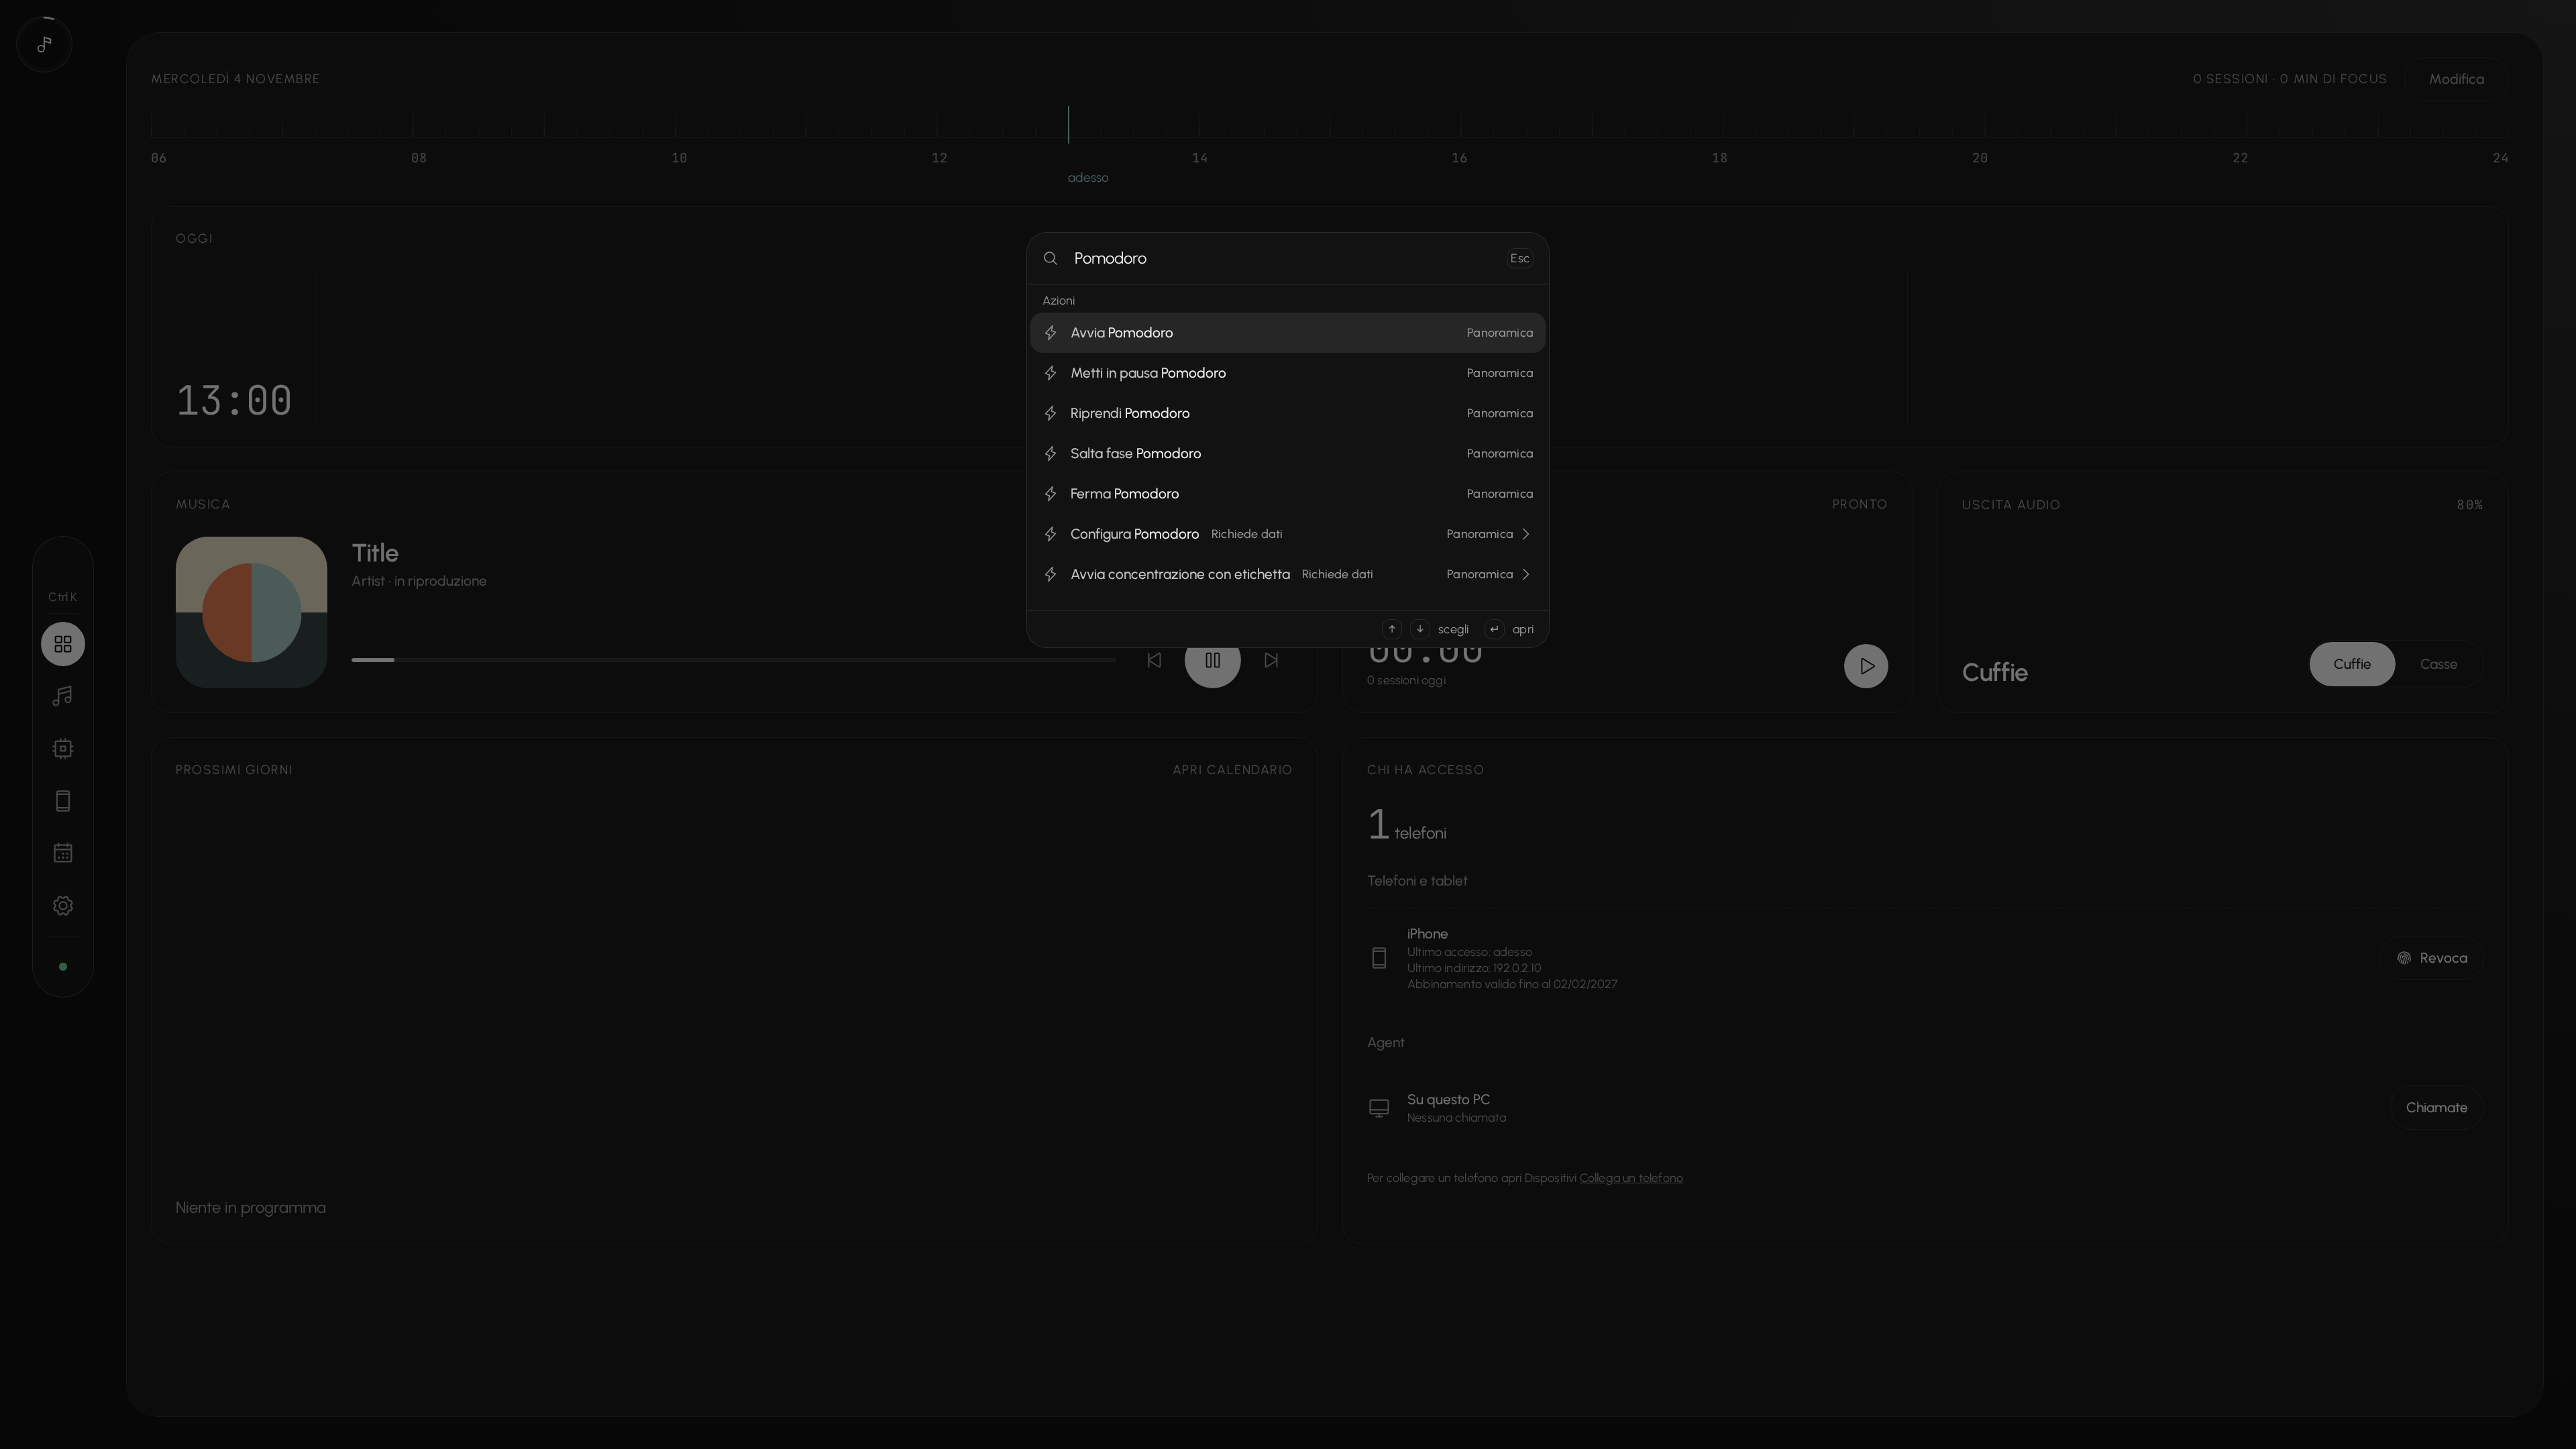 MERCOLEDÌ 4 NOVEMBRE
0 SESSIONI · 0 MIN DI FOCUS
Modifica
06 08 10 12 14 16 18 20 22 24
adesso
OGGI
13:00
Pomodoro
Esc
Azioni
Avvia Pomodoro Panoramica
Metti in pausa Pomodoro Panoramica
Riprendi Pomodoro Panoramica
Salta fase Pomodoro Panoramica
Ferma Pomodoro Panoramica
Configura Pomodoro Richiede dati Panoramica
Avvia concentrazione con etichetta Richiede dati Panoramica
scegli apri
Ctrl K
MUSICA
Title
Artist · in riproduzione
PRONTO
00:00
0 sessioni oggi
USCITA AUDIO
80%
Cuffie
Cuffie Casse
PROSSIMI GIORNI
APRI CALENDARIO
Niente in programma
CHI HA ACCESSO
1 telefoni
Telefoni e tablet
iPhone
Ultimo accesso: adesso
Ultimo indirizzo: 192.0.2.10
Abbinamento valido fino al 02/02/2027
Revoca
Agent
Su questo PC
Nessuna chiamata
Chiamate
Per collegare un telefono apri Dispositivi Collega un telefono